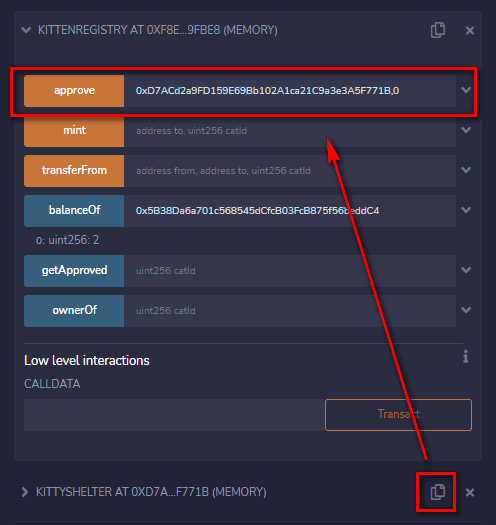 KITTENREGISTRY AT 0XF8E...9FBE8 (MEMORY)
approve 0xD7ACd2a9FD159E69Bb102A1ca21C9a3e3A5F771B,0
mint address to, uint256 catId
transferFrom address from, address to, uint256 catId
balanceOf 0x5B38Da6a701c568545dCfcB03FcB875f56beddC4
0: uint256: 2
getApproved uint256 catId
ownerOf uint256 catId
Low level interactions
CALLDATA
Transact
KITTYSHELTER AT 0XD7A...F771B (MEMORY)